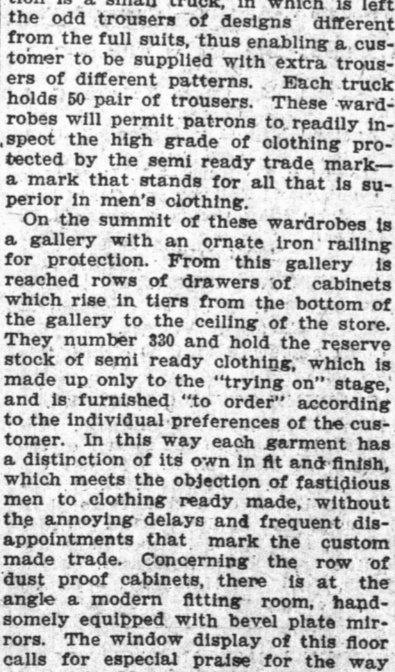 tion is a small truck, in which is left
the odd trousers of designs different
from the full suits, thus enabling a cus-
tomer to be supplied with extra trous-
ers of different patterns. Each truck
holds 50 pair of trousers. These ward-
robes will permit patrons to readily in-
spect the high grade of clothing pro-
tected by the semi ready trade mark—
a mark that stands for all that is su-
perior in men's clothing.
On the summit of these wardrobes is
a gallery with an ornate iron railing
for protection. From this gallery is
reached rows of drawers of cabinets
which rise in tiers from the bottom of
the gallery to the ceiling of the store.
They number 330 and hold the reserve
stock of semi ready clothing, which is
made up only to the "trying on" stage,
and is furnished "to order" according
to the individual preferences of the cus-
tomer. In this way each garment has
a distinction of its own in fit and finish,
which meets the objection of fastidious
men to clothing ready made, without
the annoying delays and frequent dis-
appointments that mark the custom
made trade. Concerning the row of
dust proof cabinets, there is at the
angle a modern fitting room, hand-
somely equipped with bevel plate mir-
rors. The window display of this floor
calls for especial praise for the way